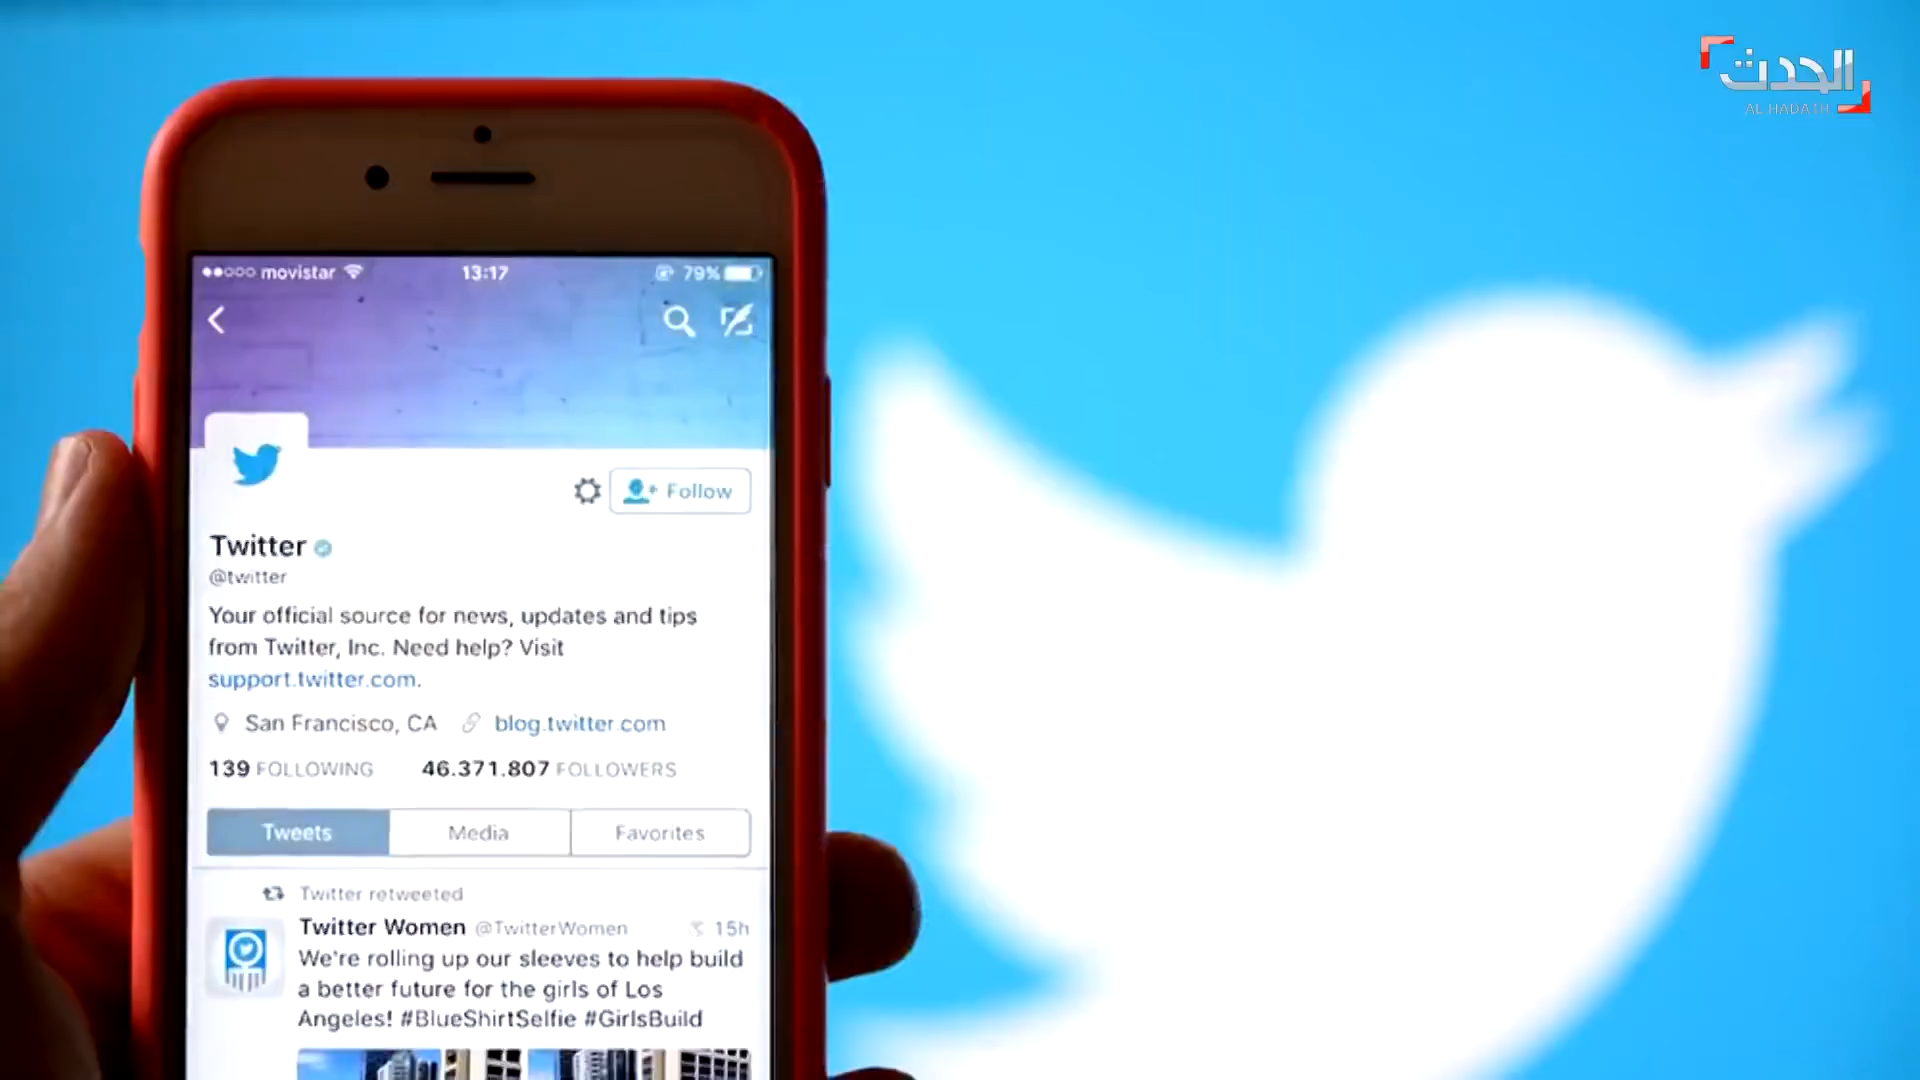 الحدث
AL HADATH
movistar 13:17 79%
Follow
Twitter
@twitter
Your official source for news, updates and tips
from Twitter, Inc. Need help? Visit
support.twitter.com.
San Francisco, CA blog.twitter.com
139 FOLLOWING 46.371.807 FOLLOWERS
Tweets Media Favorites
Twitter retweeted
Twitter Women @TwitterWomen 15h
We're rolling up our sleeves to help build
a better future for the girls of Los
Angeles! #BlueShirtSelfie #GirlsBuild